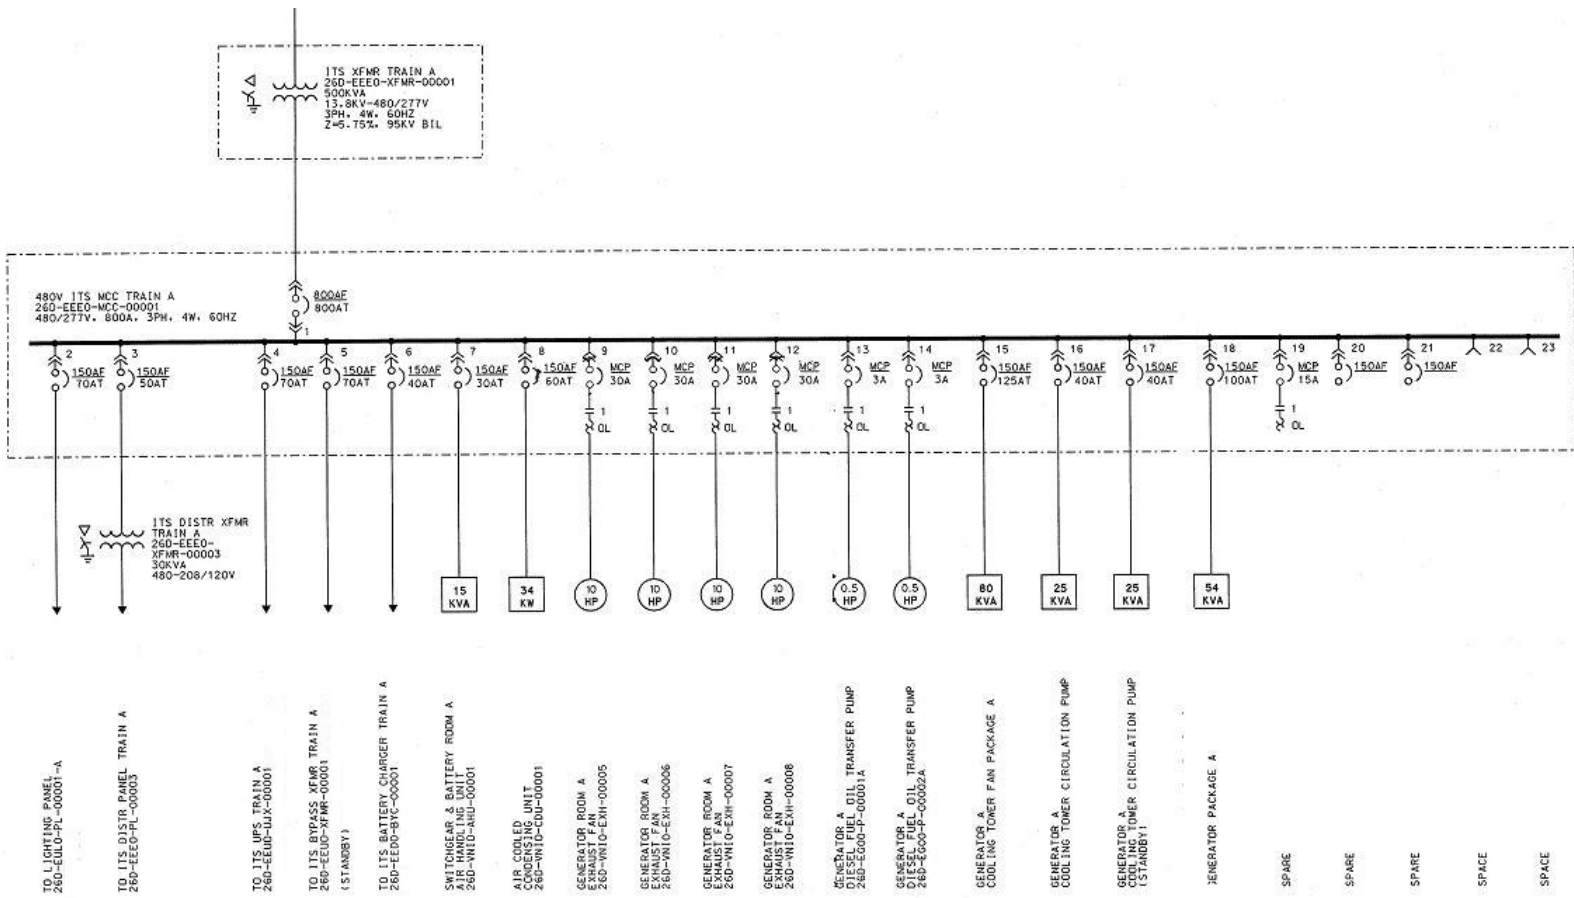 ITS XFMR TRAIN A
26D-EEE0-XFMR-00001
500KVA
13.8KV-480/277V
3PH. 4W. 60HZ
Z=5.75%. 95KV BIL
480V ITS MCC TRAIN A
26D-EEE0-MCC-00001
480/277V. 800A. 3PH. 4W. 60HZ
800AF
800AT
1
2
150AF
70AT
3
150AF
50AT
4
150AF
70AT
5
150AF
70AT
6
150AF
40AT
7
150AF
30AT
8
150AF
60AT
9
MCP
30A
1
OL
10
MCP
30A
1
OL
11
MCP
30A
1
OL
12
MCP
30A
1
OL
13
MCP
3A
1
OL
14
MCP
3A
1
OL
15
150AF
125AT
16
150AF
40AT
17
150AF
40AT
18
150AF
100AT
19
MCP
15A
1
OL
20
150AF
21
150AF
22
23
ITS DISTR XFMR
TRAIN A
26D-EEE0-
XFMR-00003
30KVA
480-208/120V
15
KVA
34
KW
10
HP
10
HP
10
HP
10
HP
0.5
HP
0.5
HP
80
KVA
25
KVA
25
KVA
54
KVA
TO LIGHTING PANEL
26D-EUL0-PL-00001-A
TO ITS DISTR PANEL TRAIN A
26D-EEE0-PL-00003
TO ITS UPS TRAIN A
26D-EEU0-UJX-00001
TO ITS BYPASS XFMR TRAIN A
26D-EEU0-XFMR-00001
(STANDBY)
TO ITS BATTERY CHARGER TRAIN A
26D-EED0-BYC-00001
SWITCHGEAR & BATTERY ROOM A
AIR HANDLING UNIT
26D-VNI0-AHU-00001
AIR COOLED
CONDENSING UNIT
26D-VNI0-CDU-00001
GENERATOR ROOM A
EXHAUST FAN
26D-VNI0-EXH-00005
GENERATOR ROOM A
EXHAUST FAN
26D-VNI0-EXH-00006
GENERATOR ROOM A
EXHAUST FAN
26D-VNI0-EXH-00007
GENERATOR ROOM A
EXHAUST FAN
26D-VNI0-EXH-00008
GENERATOR A
DIESEL FUEL OIL TRANSFER PUMP
26D-EG00-P-00001A
GENERATOR A
DIESEL FUEL OIL TRANSFER PUMP
26D-EG00-P-00002A
GENERATOR A
COOLING TOWER FAN PACKAGE A
GENERATOR A
COOLING TOWER CIRCULATION PUMP
GENERATOR A
COOLING TOWER CIRCULATION PUMP
(STANDBY)
GENERATOR PACKAGE A
SPARE
SPARE
SPARE
SPACE
SPACE